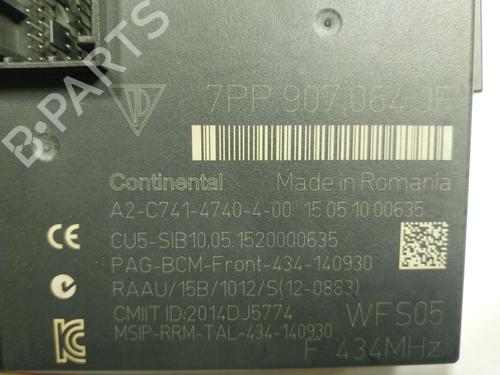 7PP.907.064.JF
Continental Made in Romania
A2-C741-4740-4-00 15 05 10 00635
CU5-SIB10.05.1520000635
PAG-BCM-Front-434-140930
RAAU/15B/1012/S(12-0883)
CMIIT ID:2014DJ5774 WFS05
MSIP-RRM-TAL-434-140930
F 434MHz
B-PARTS